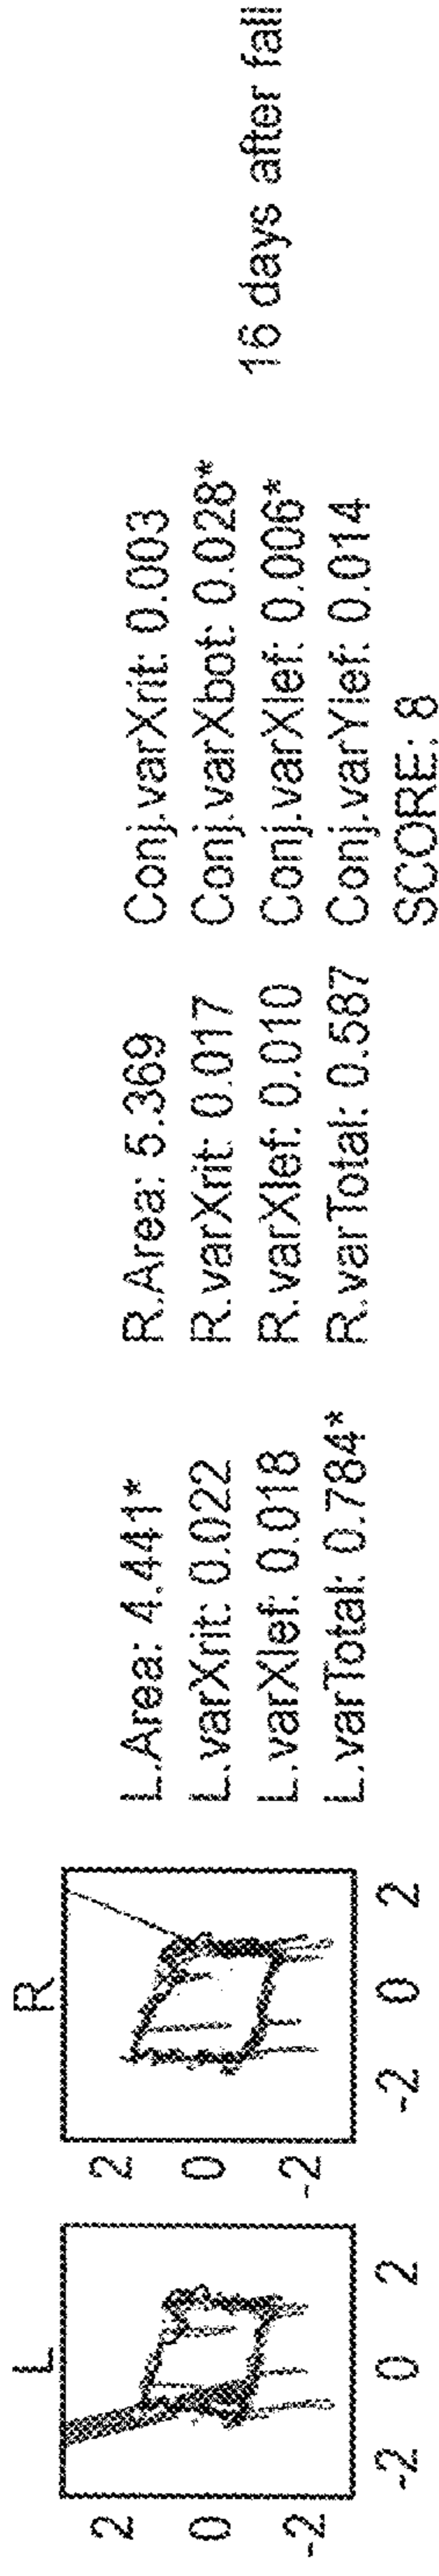 L
2
0
-2
-2 0 2
R
2
0
-2
-2 0 2
L.Area: 4.441*
L.varXrit: 0.022
L.varXlef: 0.018
L.varTotal: 0.784*
R.Area: 5.369
R.varXrit: 0.017
R.varXlef: 0.010
R.varTotal: 0.587
Conj.varXrit: 0.003
Conj.varXbot: 0.028*
Conj.varXlef: 0.006*
Conj.varYlef: 0.014
SCORE: 8
16 days after fall